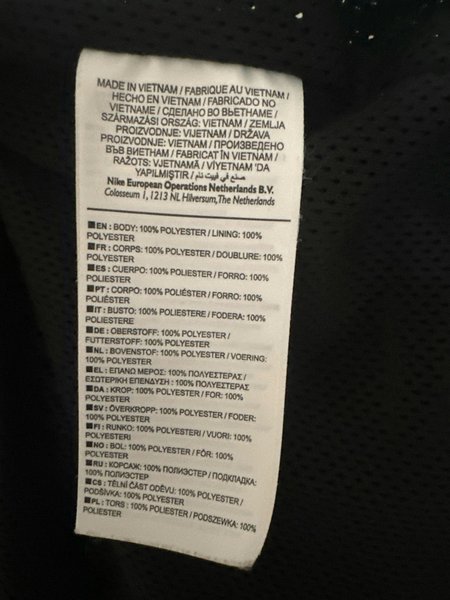 MADE IN VIETNAM / FABRIQUE AU VIETNAM /
HECHO EN VIETNAM / FABRICADO NO
VIETNAME / СДЕЛАНО ВО ВЬЕТНАМЕ /
SZÁRMAZÁSI ORSZÁG: VIETNAM / ZEMLJA
PROIZVODNJE: VIJETNAM / DRŽAVA
PROIZVODNJE: VIETNAM / ПРОИЗВЕДЕНО
ВЪВ ВИЕТНАМ / FABRICAT ÎN VIETNAM /
RAŽOTS: VJETNAMĀ / VİYETNAM 'DA
YAPILMIŞTIR / صنع في فييت نام
Nike European Operations Netherlands B.V.
Colosseum 1, 1213 NL Hilversum, The Netherlands
■EN : BODY: 100% POLYESTER / LINING: 100%
POLYESTER
■FR : CORPS: 100% POLYESTER / DOUBLURE: 100%
POLYESTER
■ES : CUERPO: 100% POLIESTER / FORRO: 100%
POLIESTER
■PT : CORPO: 100% POLIÉSTER / FORRO: 100%
POLIÉSTER
■IT : BUSTO: 100% POLIESTERE / FODERA: 100%
POLIESTERE
■DE : OBERSTOFF: 100% POLYESTER /
FUTTERSTOFF: 100% POLYESTER
■NL : BOVENSTOF: 100% POLYESTER / VOERING:
100% POLYESTER
■EL : ΕΠΑΝΩ ΜΕΡΟΣ: 100% ΠΟΛΥΕΣΤΕΡΑΣ /
ΕΣΩΤΕΡΙΚΗ ΕΠΕΝΔΥΣΗ: 100% ΠΟΛΥΕΣΤΕΡΑΣ
■DA : KROP: 100% POLYESTER / FOR: 100%
POLYESTER
■SV : ÖVERKROPP: 100% POLYESTER / FODER:
100% POLYESTER
■FI : RUNKO: 100% POLYESTERI / VUORI: 100%
POLYESTERI
■NO : BOL: 100% POLYESTER / FÔR: 100%
POLYESTER
■RU : КОРСАЖ: 100% ПОЛИЭСТЕР / ПОДКЛАДКА:
100% ПОЛИЭСТЕР
■CS : TĚLNÍ ČÁST ODĚVU: 100% POLYESTER /
PODŠÍVKA: 100% POLYESTER
■PL : TORS : 100% POLIESTER / PODSZEWKA: 100%
POLIESTER